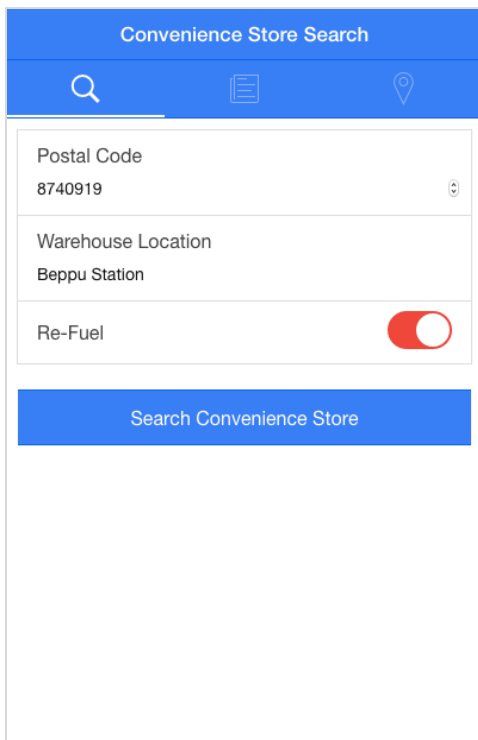 Convenience Store Search
Postal Code
8740919
Warehouse Location
Beppu Station
Re-Fuel
Search Convenience Store